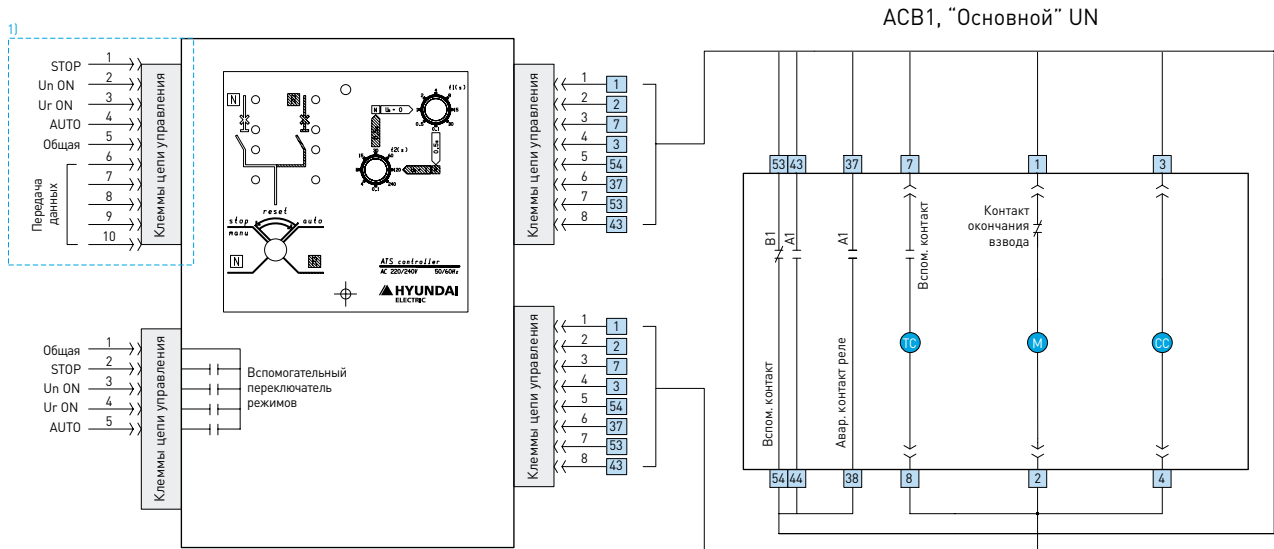 ACB1, “Основной” UN
1)
STOP 1
Un ON 2
Ur ON 3
AUTO 4
Общая 5
6
7
8
9
10
Передача данных
Клеммы цепи управления
N
R
t1(s)
N Un = 0
0,5s
t2(s)
0,5s
stop
manu
reset
auto
N
R
ATS controller
AC 220/240V 50/60Hz
HYUNDAI
ELECTRIC
Клеммы цепи управления
1 1
2 2
3 7
4 3
5 54
6 37
7 53
8 43
Общая 1
STOP 2
Un ON 3
Ur ON 4
AUTO 5
Клеммы цепи управления
Вспомогательный
переключатель
режимов
Клеммы цепи управления
1 1
2 2
3 7
4 3
5 54
6 37
7 53
8 43
53 43 37 7 1 3
B1
A1
A1
Вспом. контакт
Контакт
окончания
взвода
TC
M
CC
Вспом. контакт
Авар. контакт реле
54 44 38 8 2 4